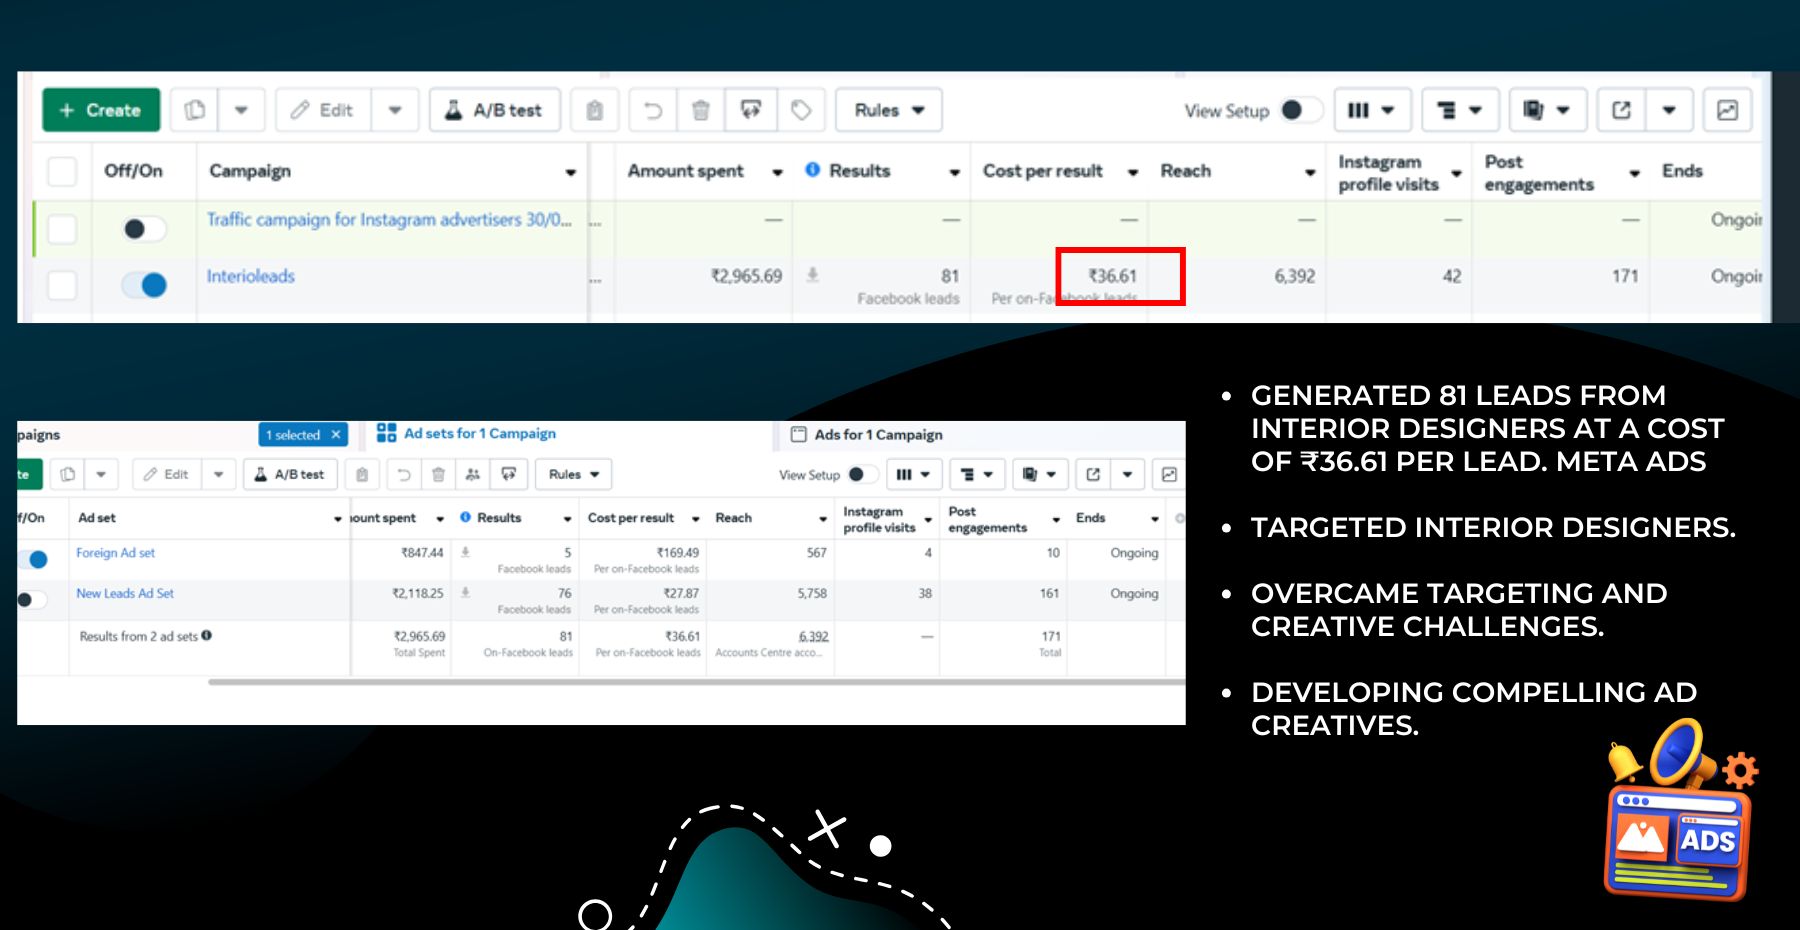 + Create Edit A/B test Rules View Setup
Off/On Campaign Amount spent Results Cost per result Reach Instagram profile visits Post engagements Ends
Traffic campaign for Instagram advertisers 30/0... ... — — — — — — Ongoir
Interioleads ... ₹2,965.69 81 ₹36.61 6,392 42 171 Ongoir
Facebook leads Per on-Facebook leads
paigns 1 selected × Ad sets for 1 Campaign Ads for 1 Campaign
te Edit A/B test Rules View Setup
f/On Ad set ount spent Results Cost per result Reach Instagram profile visits Post engagements Ends
Foreign Ad set ₹847.44 5 ₹169.49 567 4 10 Ongoing
Facebook leads Per on-Facebook leads
New Leads Ad Set ₹2,118.25 76 ₹27.87 5,758 38 161 Ongoing
Facebook leads Per on-Facebook leads
Results from 2 ad sets ₹2,965.69 81 ₹36.61 6,392 — 171
Total Spent On-Facebook leads Per on-Facebook leads Accounts Centre acco... Total
• GENERATED 81 LEADS FROM
INTERIOR DESIGNERS AT A COST
OF ₹36.61 PER LEAD. META ADS
• TARGETED INTERIOR DESIGNERS.
• OVERCAME TARGETING AND
CREATIVE CHALLENGES.
• DEVELOPING COMPELLING AD
CREATIVES.
ADS